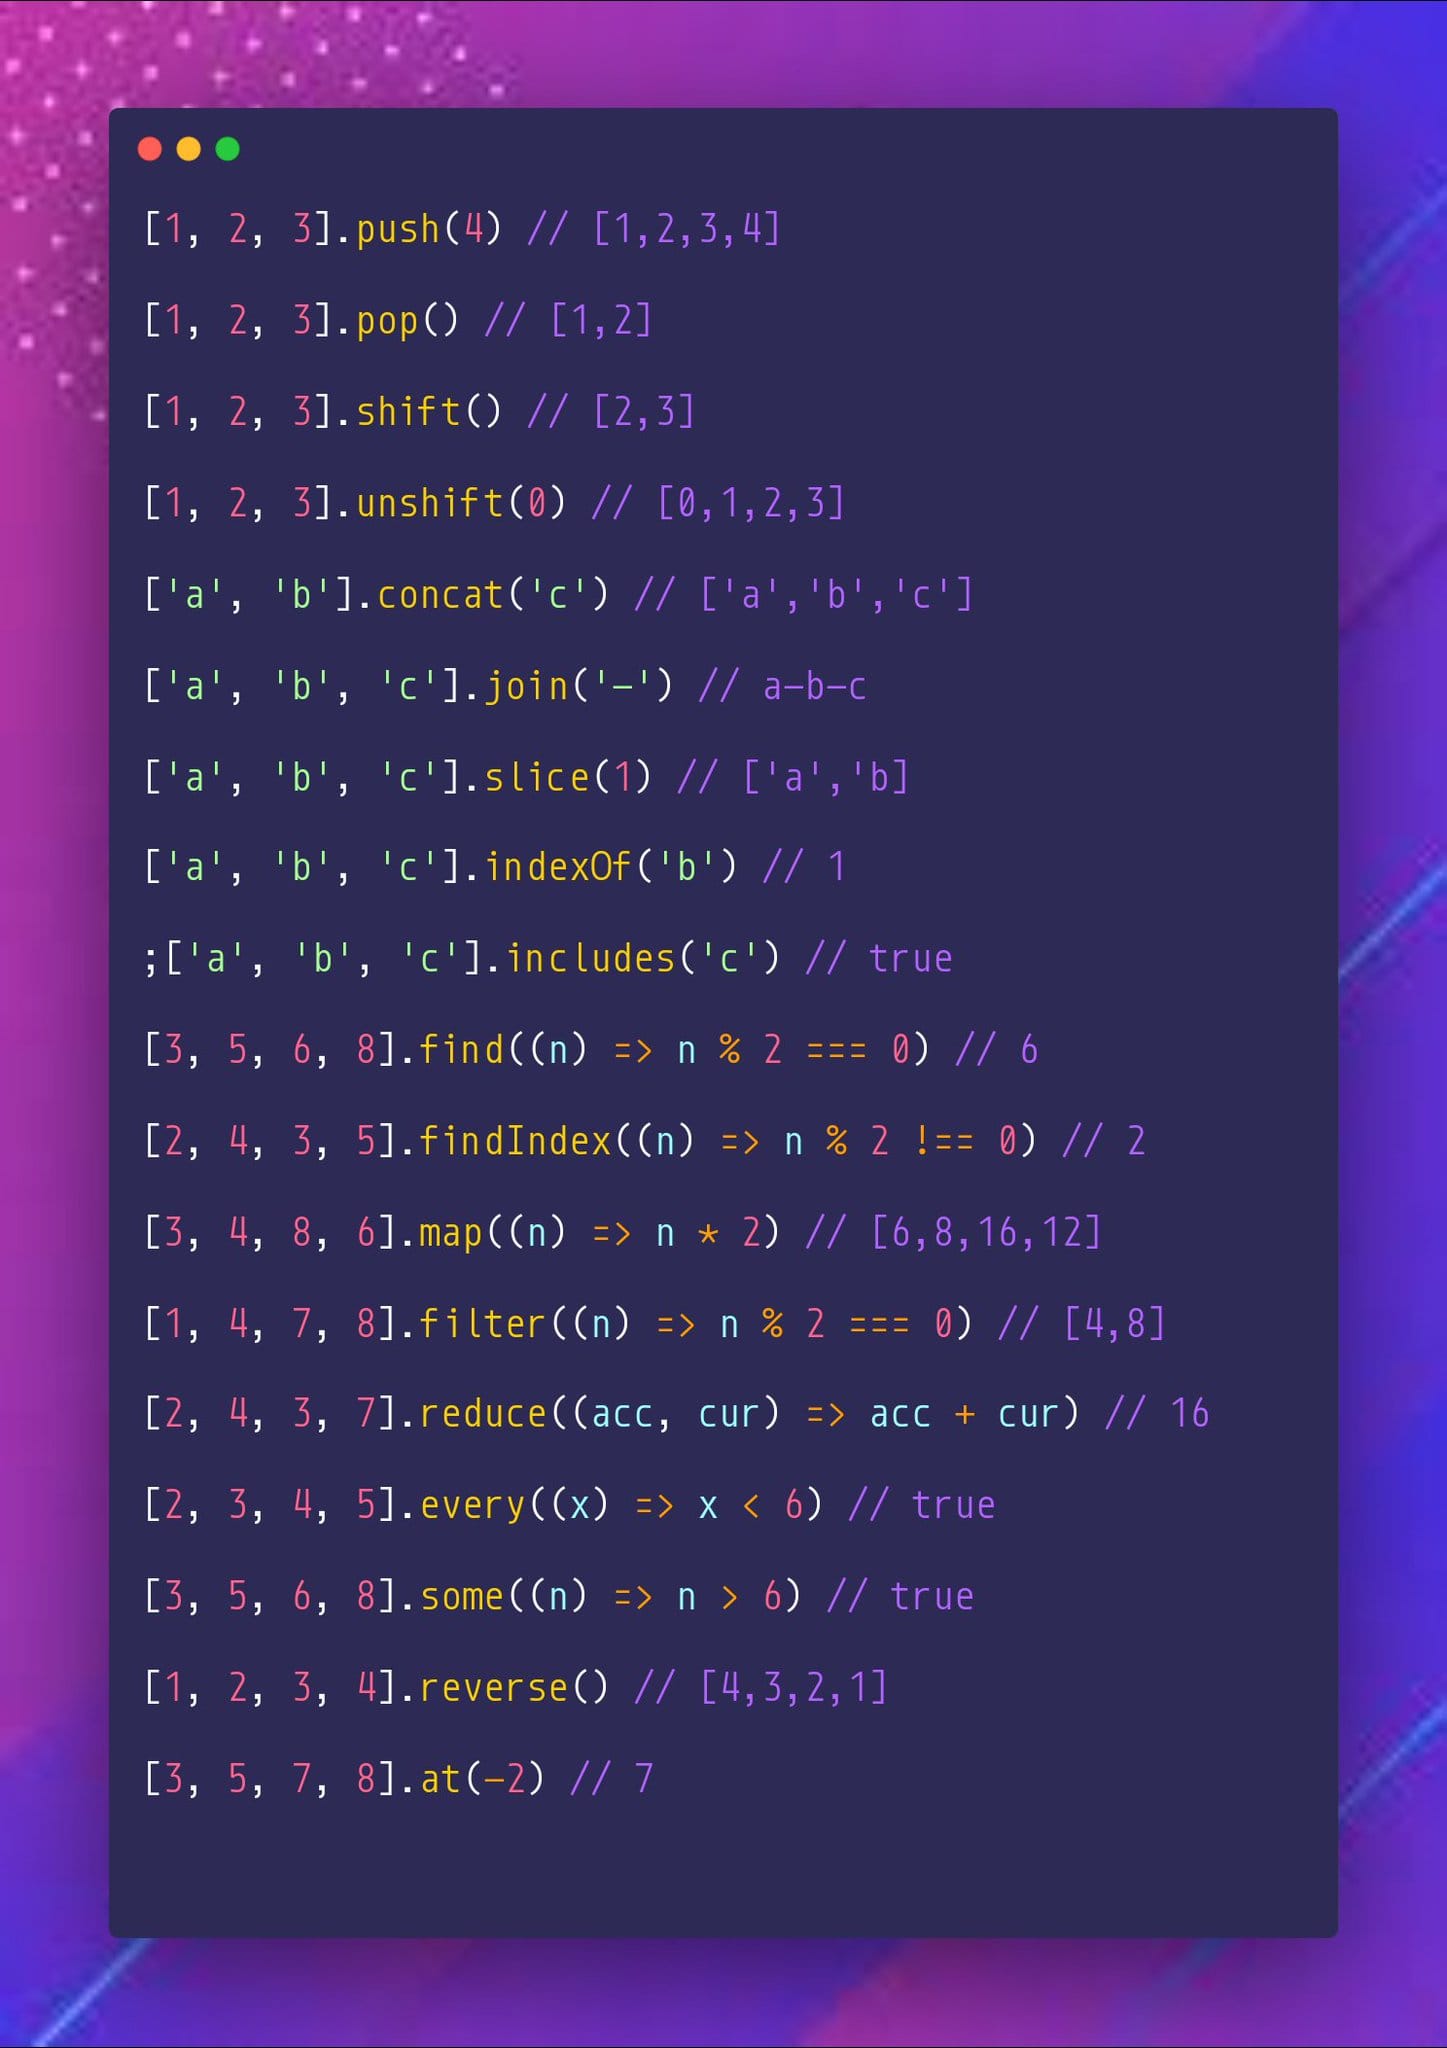 [1, 2, 3].push(4) // [1,2,3,4]
[1, 2, 3].pop() // [1,2]
[1, 2, 3].shift() // [2,3]
[1, 2, 3].unshift(0) // [0,1,2,3]
['a', 'b'].concat('c') // ['a','b','c']
['a', 'b', 'c'].join('-') // a-b-c
['a', 'b', 'c'].slice(1) // ['a','b]
['a', 'b', 'c'].indexOf('b') // 1
;['a', 'b', 'c'].includes('c') // true
[3, 5, 6, 8].find((n) => n % 2 === 0) // 6
[2, 4, 3, 5].findIndex((n) => n % 2 !== 0) // 2
[3, 4, 8, 6].map((n) => n * 2) // [6,8,16,12]
[1, 4, 7, 8].filter((n) => n % 2 === 0) // [4,8]
[2, 4, 3, 7].reduce((acc, cur) => acc + cur) // 16
[2, 3, 4, 5].every((x) => x < 6) // true
[3, 5, 6, 8].some((n) => n > 6) // true
[1, 2, 3, 4].reverse() // [4,3,2,1]
[3, 5, 7, 8].at(-2) // 7